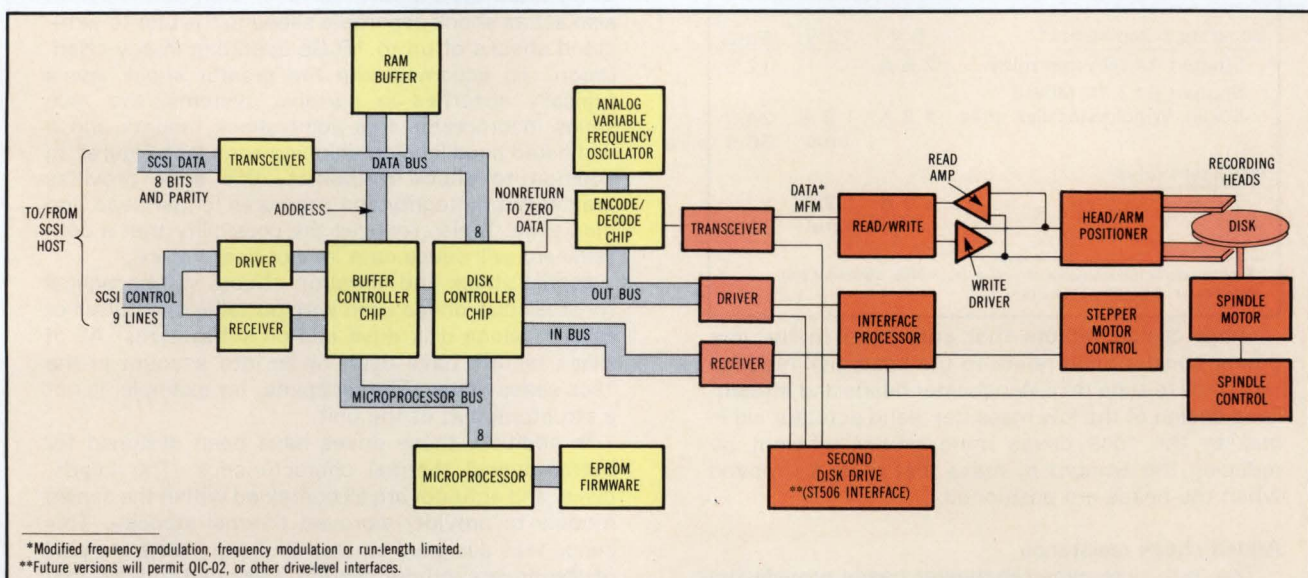 RAM
BUFFER
ANALOG
VARIABLE
FREQUENCY
OSCILLATOR
SCSI DATA
8 BITS
AND PARITY
TRANSCEIVER
DATA BUS
ADDRESS
NONRETURN
TO ZERO
DATA
ENCODE/
DECODE
CHIP
TRANSCEIVER
DATA*
MFM
READ/WRITE
READ
AMP
WRITE
DRIVER
HEAD/ARM
POSITIONER
RECORDING
HEADS
DISK
TO/FROM
SCSI
HOST
SCSI CONTROL
9 LINES
DRIVER
RECEIVER
BUFFER
CONTROLLER
CHIP
8
DISK
CONTROLLER
CHIP
OUT BUS
IN BUS
DRIVER
RECEIVER
INTERFACE
PROCESSOR
STEPPER
MOTOR
CONTROL
SPINDLE
MOTOR
SPINDLE
CONTROL
MICROPROCESSOR BUS
8
MICROPROCESSOR
EPROM
FIRMWARE
SECOND
DISK DRIVE
**(ST506 INTERFACE)
*Modified frequency modulation, frequency modulation or run-length limited.
**Future versions will permit QIC-02, or other drive-level interfaces.